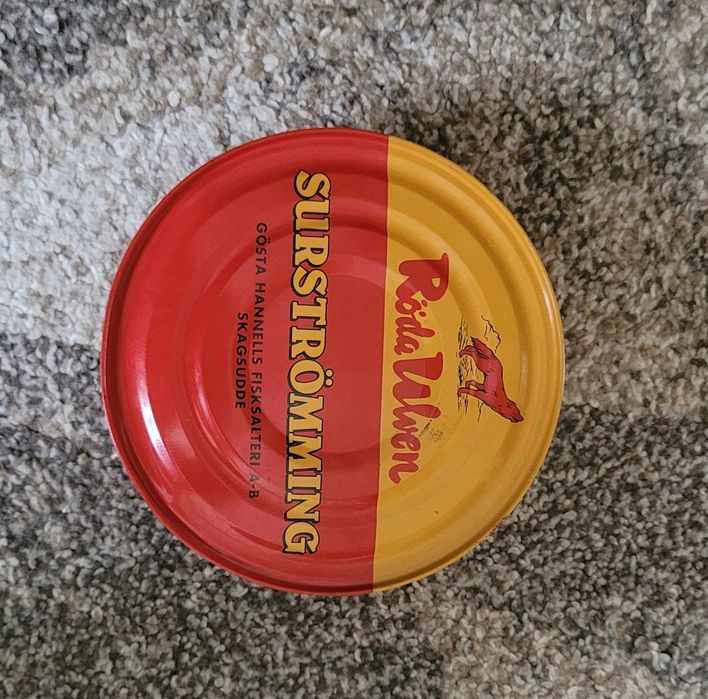 Röda Ulven
SURSTRÖMMING
GÖSTA HANNELLS FISKSALTERI A-B
SKAGSUDDE